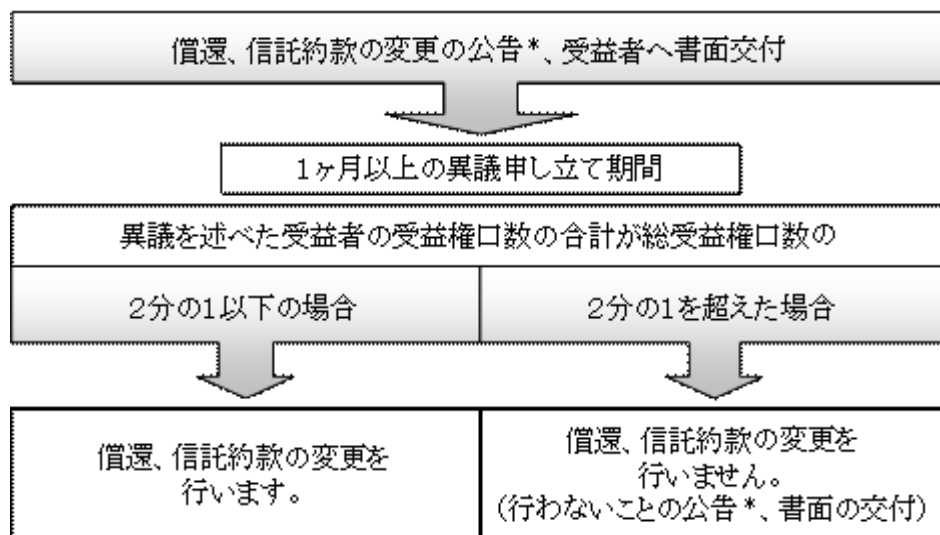 償還、信託約款の変更の公告*、受益者へ書面交付
1ヶ月以上の異議申し立て期間
異議を述べた受益者の受益権口数の合計が総受益権口数の
2分の1以下の場合
2分の1を超えた場合
償還、信託約款の変更を
行います。
償還、信託約款の変更を
行いません。
(行わないことの公告*、書面の交付)